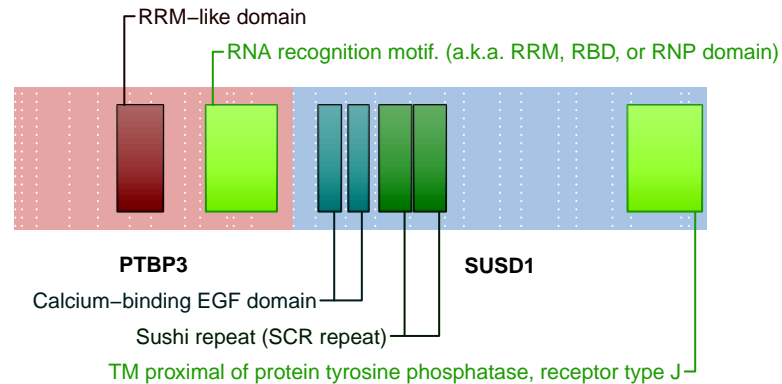 RRM−like domain
RNA recognition motif. (a.k.a. RRM, RBD, or RNP domain)
PTBP3
SUSD1
Calcium−binding EGF domain
Sushi repeat (SCR repeat)
TM proximal of protein tyrosine phosphatase, receptor type J